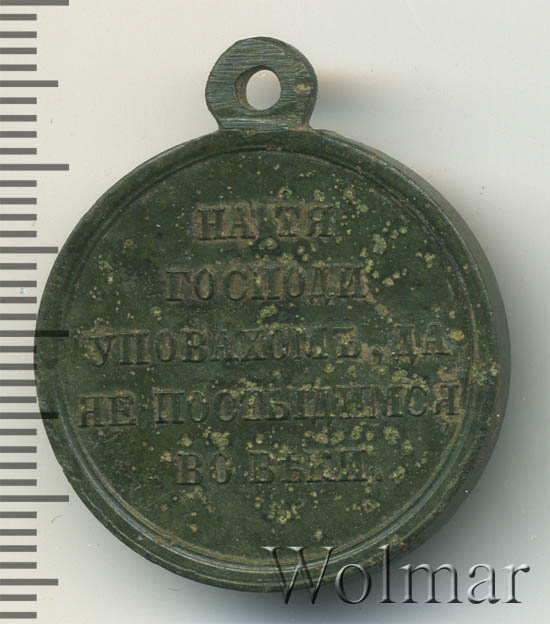 НА ТЯ
ГОСПОДИ
УПОВАХОМЪ, ДА
НЕ ПОСТЫДИМСЯ
ВО ВѢКИ.
Wolmar